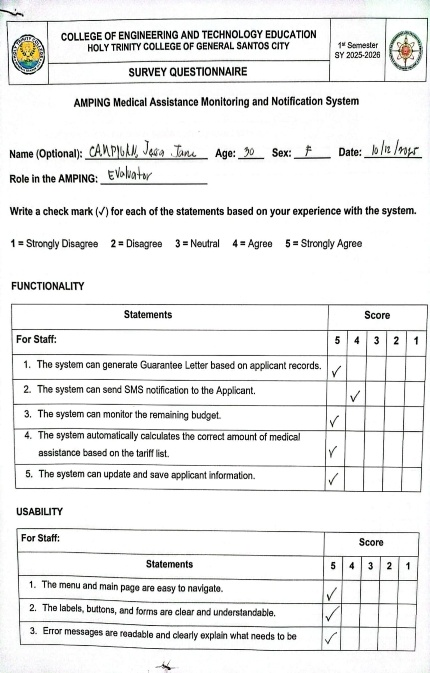 COLLEGE OF ENGINEERING AND TECHNOLOGY EDUCATION
HOLY TRINITY COLLEGE OF GENERAL SANTOS CITY
1st Semester
SY 2025-2026
SURVEY QUESTIONNAIRE
AMPING Medical Assistance Monitoring and Notification System
Name (Optional): Jane Age: 30 Sex: F Date: 10/12/2025
Role in the AMPING: Evaluator
Write a check mark (✓) for each of the statements based on your experience with the system.
1 = Strongly Disagree 2 = Disagree 3 = Neutral 4 = Agree 5 = Strongly Agree
FUNCTIONALITY
Statements Score
For Staff: 5 4 3 2 1
1. The system can generate Guarantee Letter based on applicant records. ✓
2. The system can send SMS notification to the Applicant. ✓
3. The system can monitor the remaining budget. ✓
4. The system automatically calculates the correct amount of medical
assistance based on the tariff list. ✓
5. The system can update and save applicant information. ✓
USABILITY
For Staff: Score
Statements 5 4 3 2 1
1. The menu and main page are easy to navigate. ✓
2. The labels, buttons, and forms are clear and understandable. ✓
3. Error messages are readable and clearly explain what needs to be ✓